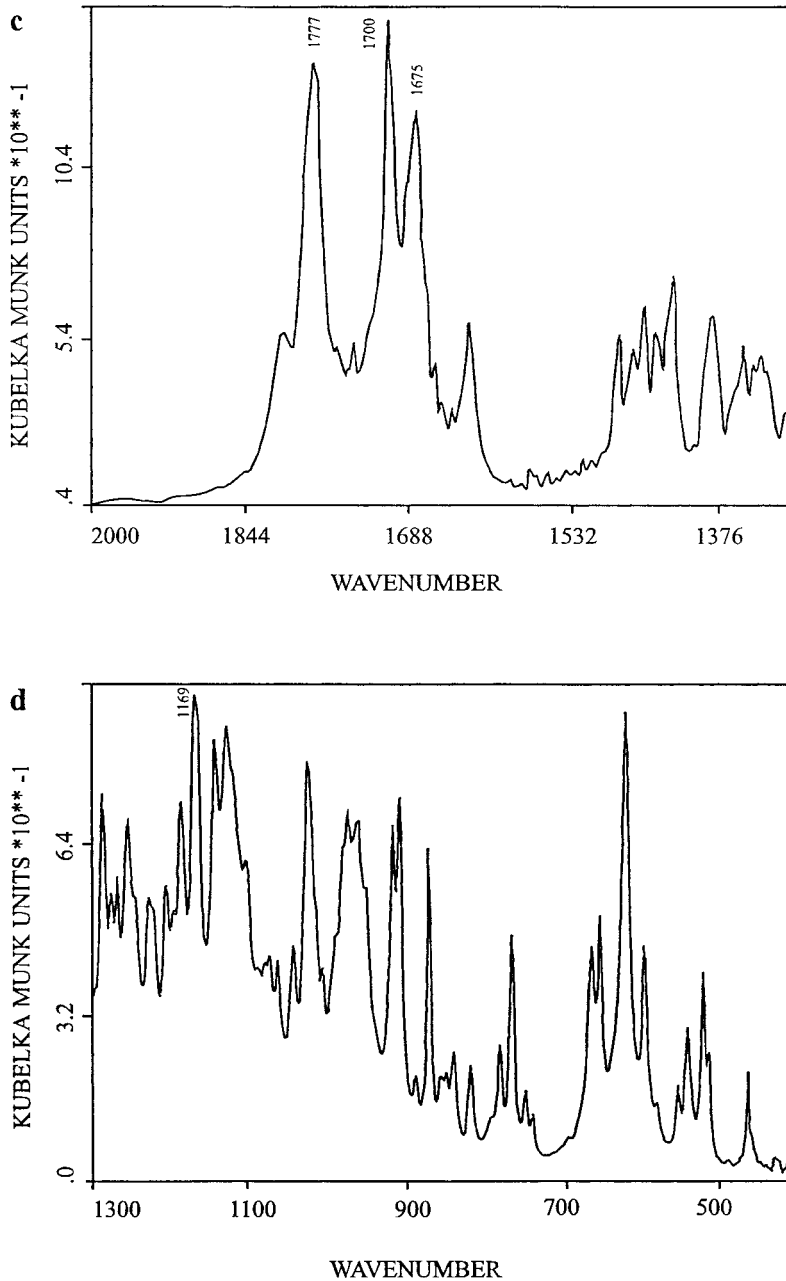 c
1777
1700
1675
KUBELKA MUNK UNITS *10** -1
10.4
5.4
.4
2000 1844 1688 1532 1376
WAVENUMBER
d
1169
KUBELKA MUNK UNITS *10** -1
6.4
3.2
.0
1300 1100 900 700 500
WAVENUMBER